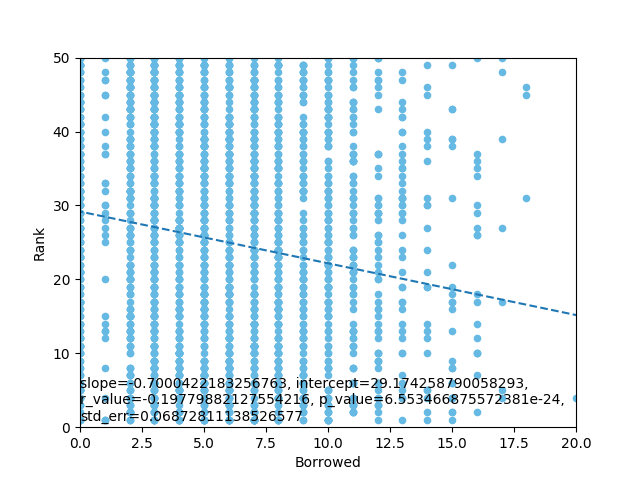 50
40
30
20
10
0
Rank
slope=-0.7000422183256763, intercept=29.174258790058293,
r_value=-0.19779882127554216, p_value=6.553466875572381e-24,
std_err=0.06872811138526577
0.0 2.5 5.0 7.5 10.0 12.5 15.0 17.5 20.0
Borrowed